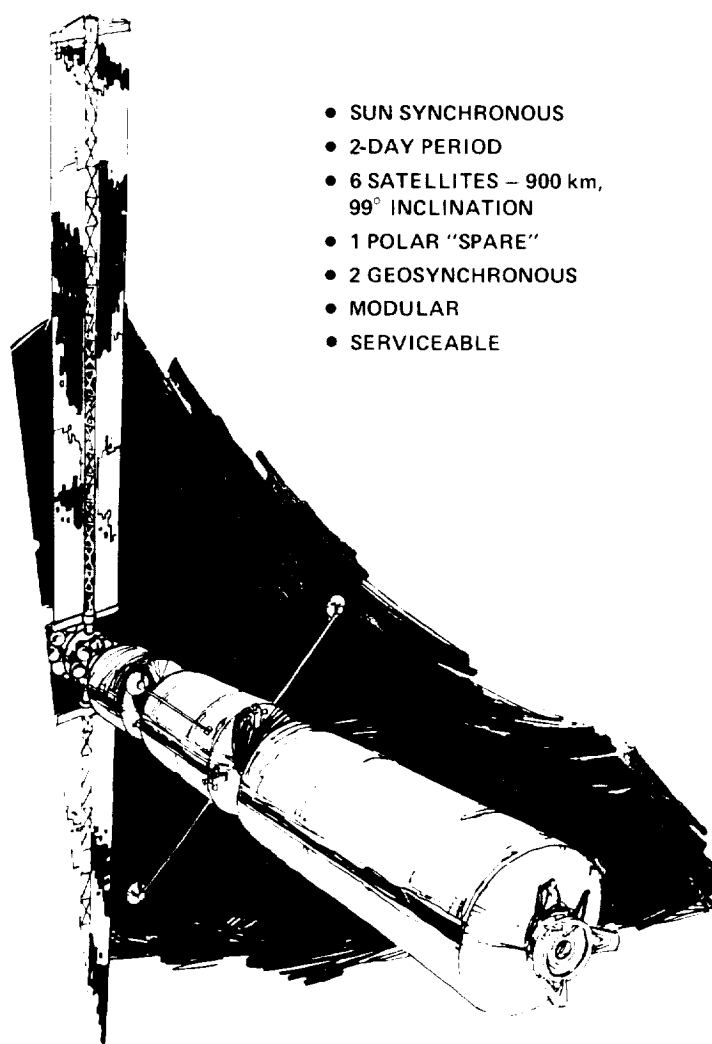 • SUN SYNCHRONOUS
• 2-DAY PERIOD
• 6 SATELLITES – 900 km,
99° INCLINATION
• 1 POLAR "SPARE"
• 2 GEOSYNCHRONOUS
• MODULAR
• SERVICEABLE